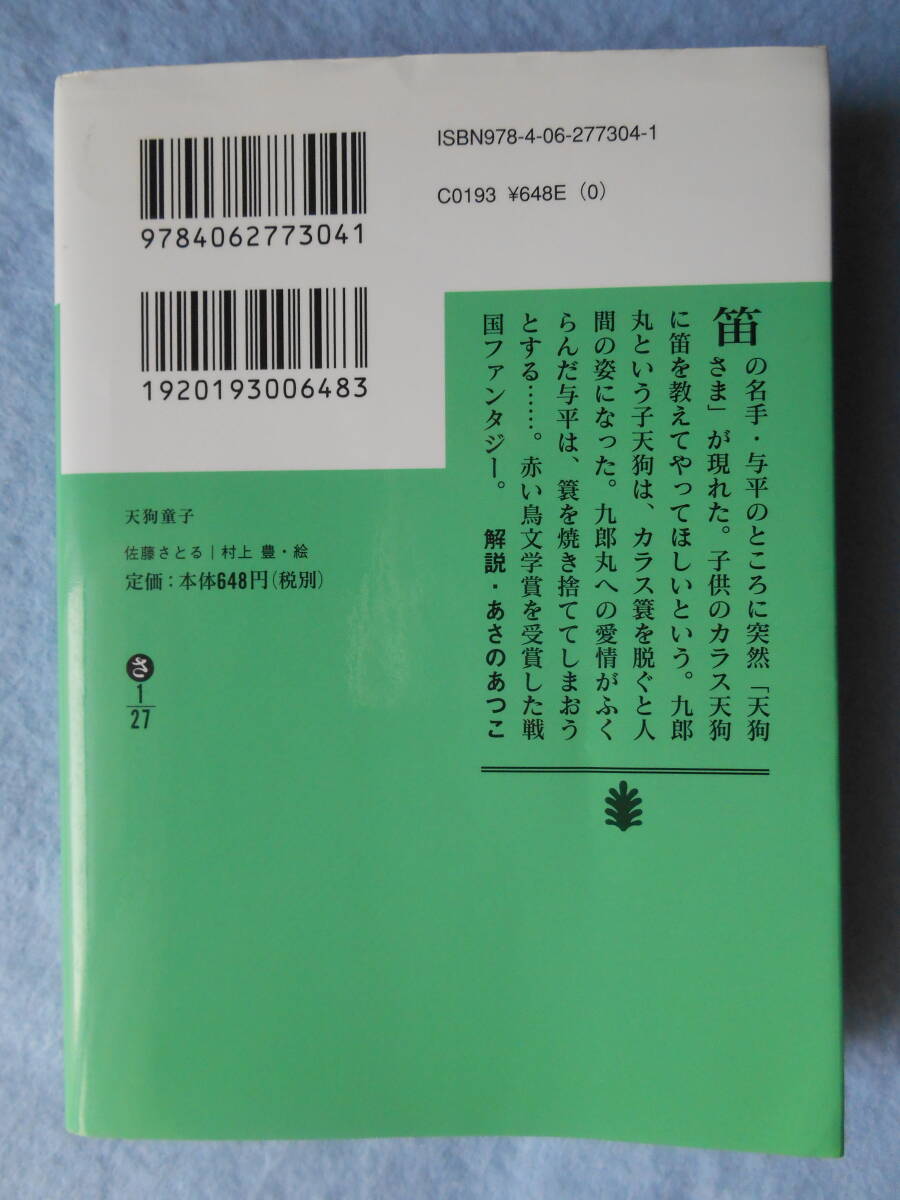 ISBN978-4-06-277304-1
C0193 ¥648E (0)
9784062773041
1920193006483
笛の名手・与平のところに突然「天狗
さま」が現れた。子供のカラス天狗
に笛を教えてやってほしいという。九郎
丸という子天狗は、カラス簑を脱ぐと人
間の姿になった。九郎丸への愛情がふく
らんだ与平は、簑を焼き捨ててしまおう
とする……。赤い鳥文学賞を受賞した戦
国ファンタジー。 解説・あさのあつこ
天狗童子
佐藤さとる|村上 豊・絵
定価:本体648円(税別)
さ
1
27